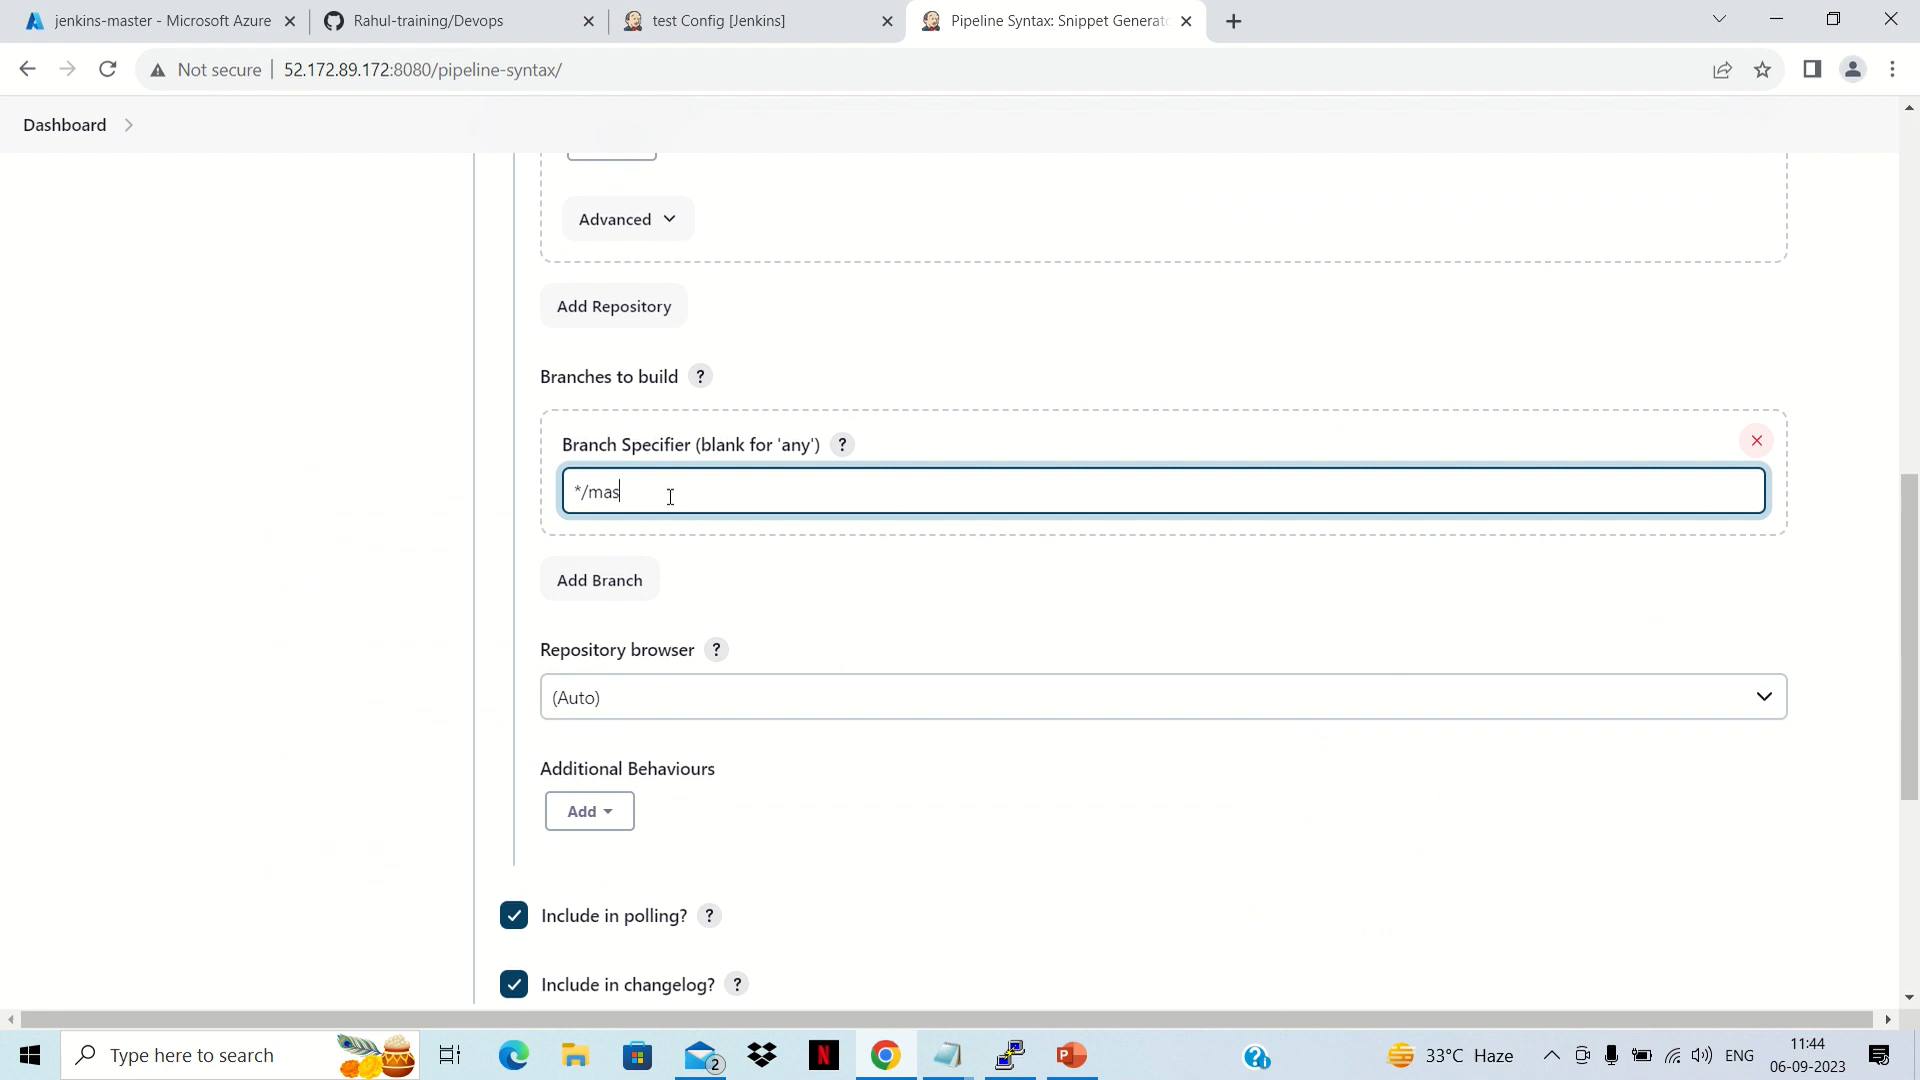 jenkins-master - Microsoft Azure
Rahul-training/Devops
test Config [Jenkins]
Pipeline Syntax: Snippet Generat
Not secure
52.172.89.172:8080/pipeline-syntax/
Dashboard
Advanced
Add Repository
Branches to build ?
Branch Specifier (blank for 'any') ?
*/mas
Add Branch
Repository browser ?
(Auto)
Additional Behaviours
Add
Include in polling? ?
Include in changelog? ?
Type here to search
2
N
33°C Haze
ENG
11:44
06-09-2023